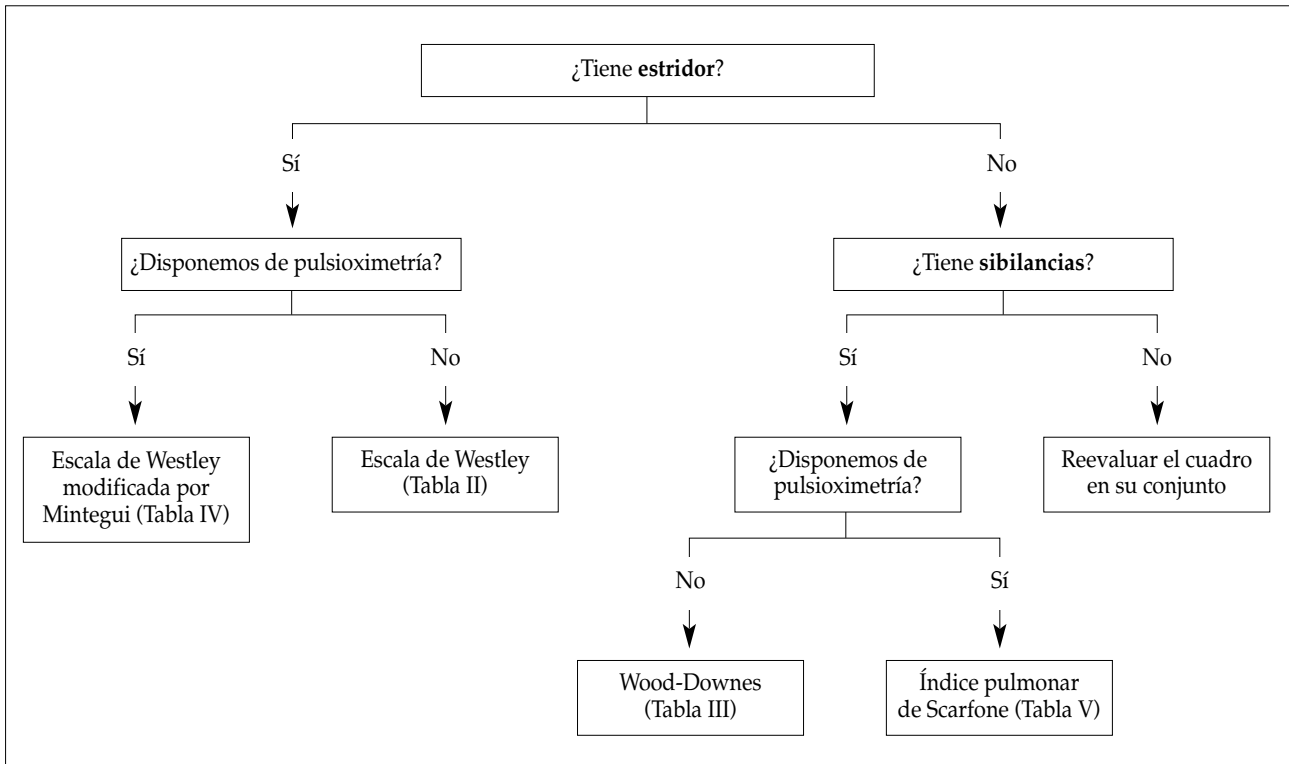 ¿Tiene estridor?
Sí
No
¿Disponemos de pulsioximetría?
¿Tiene sibilancias?
Sí
No
Sí
No
Escala de Westley
modificada por
Mintegui (Tabla IV)
Escala de Westley
(Tabla II)
¿Disponemos de
pulsioximetría?
Reevaluar el cuadro
en su conjunto
No
Sí
Wood-Downes
(Tabla III)
Índice pulmonar
de Scarfone (Tabla V)